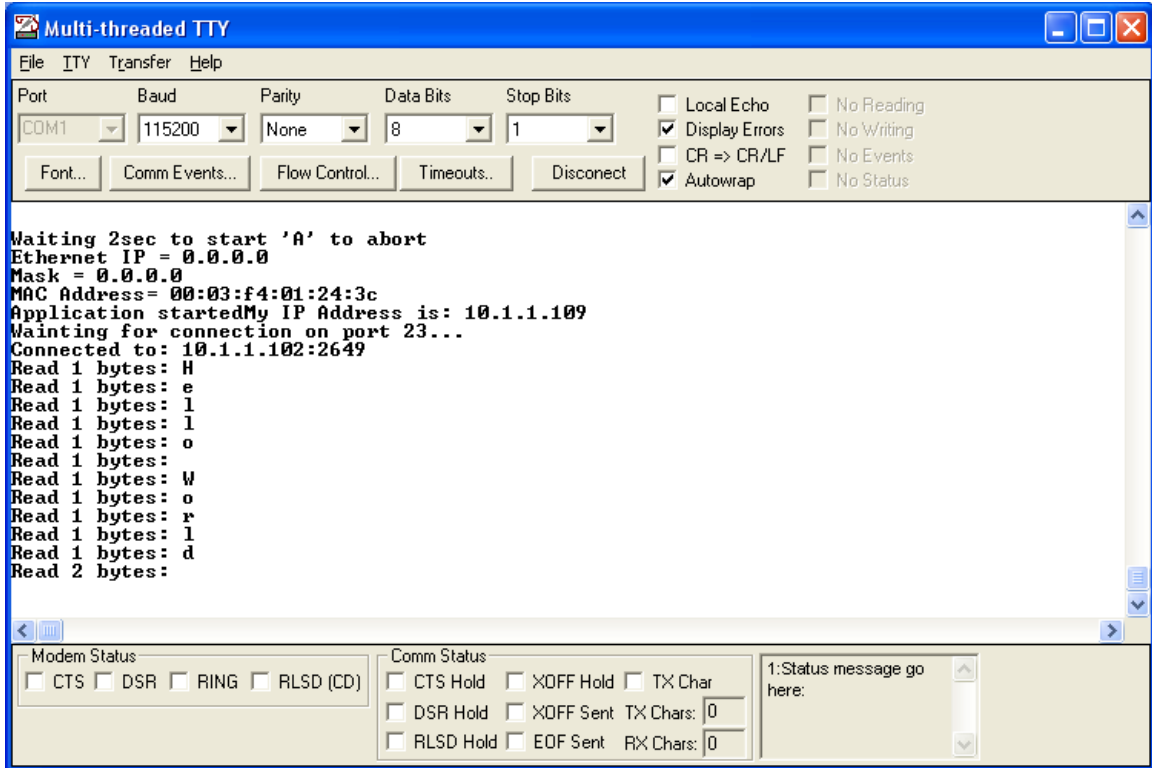 Multi-threaded TTY
File TTY Transfer Help
Port Baud Parity Data Bits Stop Bits
COM1 115200 None 8 1
Font... Comm Events... Flow Control... Timeouts.. Disconect
Local Echo No Reading
Display Errors No Writing
CR => CR/LF No Events
Autowrap No Status
Waiting 2sec to start 'A' to abort
Ethernet IP = 0.0.0.0
Mask = 0.0.0.0
MAC Address= 00:03:f4:01:24:3c
Application startedMy IP Address is: 10.1.1.109
Wainting for connection on port 23...
Connected to: 10.1.1.102:2649
Read 1 bytes: H
Read 1 bytes: e
Read 1 bytes: l
Read 1 bytes: l
Read 1 bytes: o
Read 1 bytes:
Read 1 bytes: W
Read 1 bytes: o
Read 1 bytes: r
Read 1 bytes: l
Read 1 bytes: d
Read 2 bytes:
Modem Status
CTS DSR RING RLSD (CD)
Comm Status
CTS Hold XOFF Hold TX Char
DSR Hold XOFF Sent TX Chars: 0
RLSD Hold EOF Sent RX Chars: 0
1:Status message go
here: